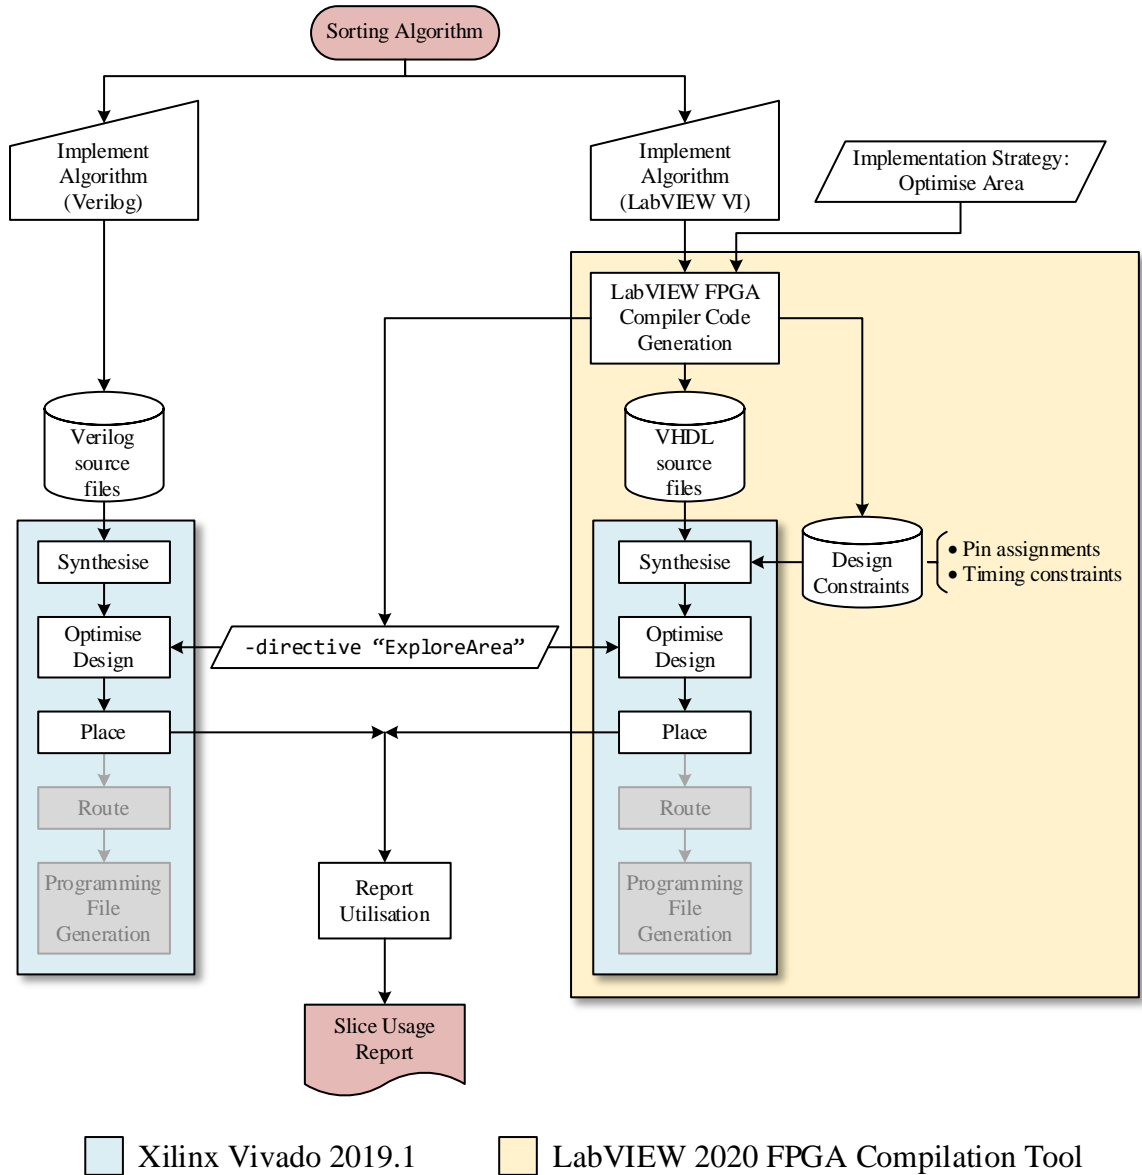 Sorting Algorithm
Implement
Algorithm
(Verilog)
Implement
Algorithm
(LabVIEW VI)
Implementation Strategy:
Optimise Area
LabVIEW FPGA
Compiler Code
Generation
Verilog
source
files
VHDL
source
files
Synthesise
Synthesise
Design
Constraints
• Pin assignments
• Timing constraints
Optimise
Design
-directive “ExploreArea”
Optimise
Design
Place
Place
Route
Route
Programming
File
Generation
Report
Utilisation
Programming
File
Generation
Slice Usage
Report
Xilinx Vivado 2019.1
LabVIEW 2020 FPGA Compilation Tool